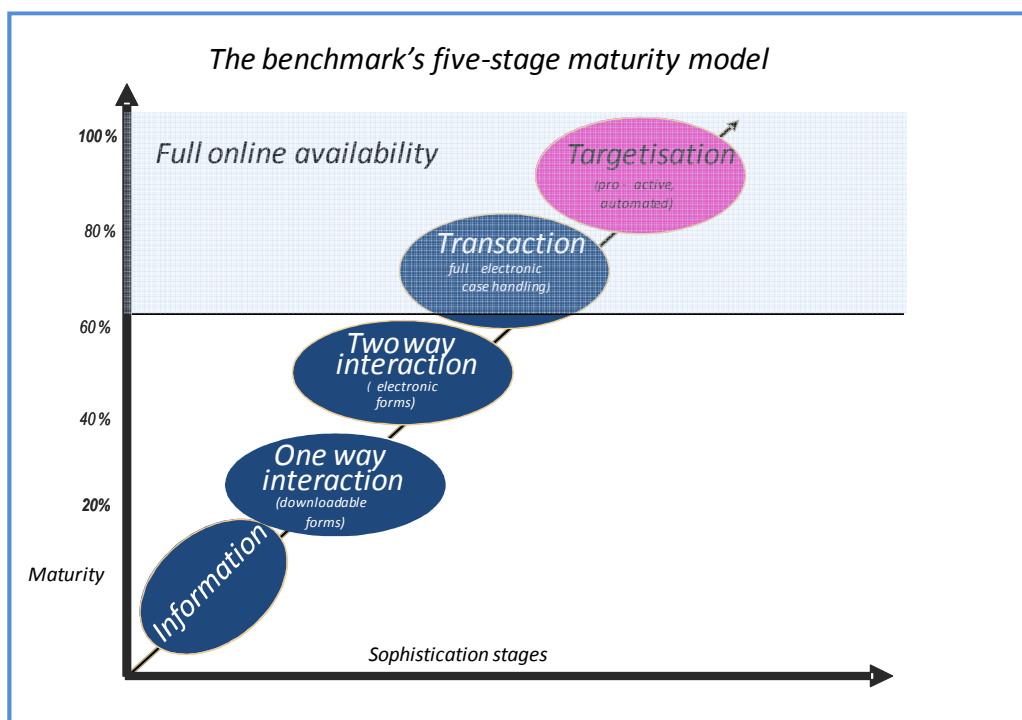 The benchmark's five-stage maturity model
100%
Full online availability
Targetisation
(pro - active,
automated)
80%
Transaction
full electronic
case handling)
60%
Two way
interaction
( electronic
forms)
40%
One way
interaction
(downloadable
forms)
20%
Information
Maturity
Sophistication stages